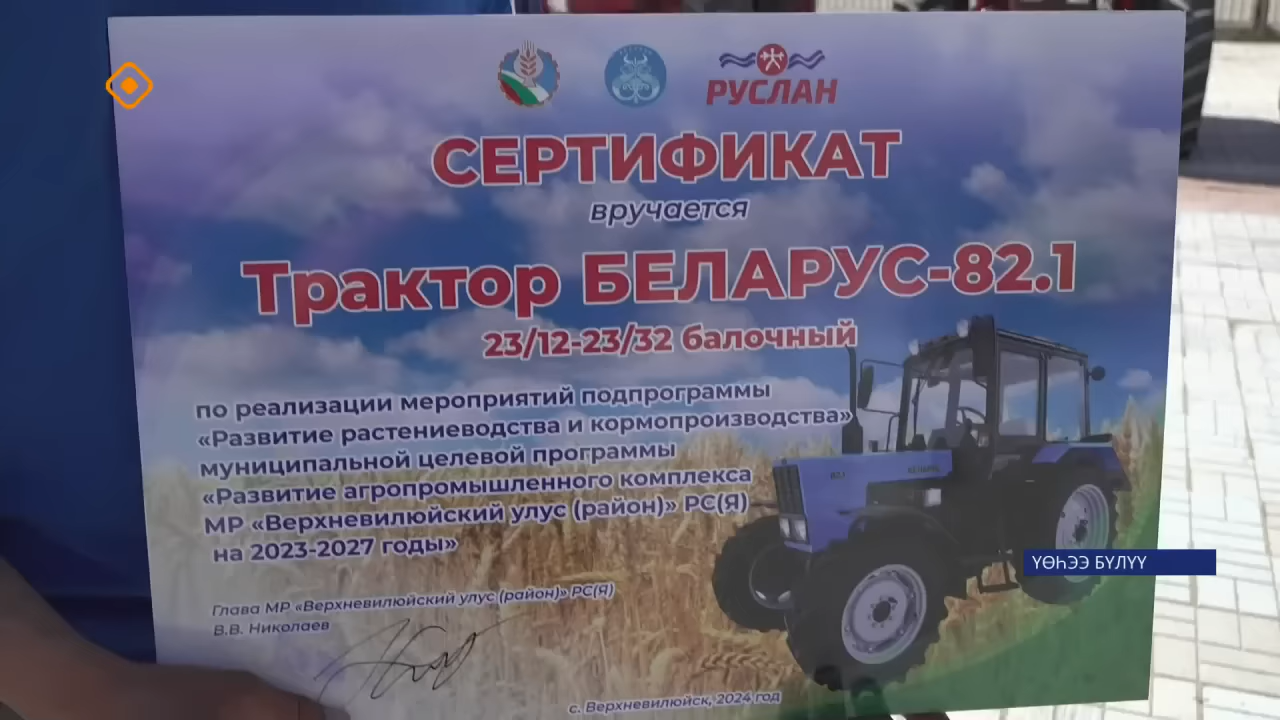 РУСЛАН
СЕРТИФИКАТ
вручается
Трактор БЕЛАРУС-82.1
23/12-23/32 балочный
по реализации мероприятий подпрограммы
«Развитие растениеводства и кормопроизводства»
муниципальной целевой программы
«Развитие агропромышленного комплекса
МР «Верхневилюйский улус (район)» РС(Я)
на 2023-2027 годы»
Глава МР «Верхневилюйский улус (район)» РС(Я)
В.В. Николаев
с. Верхневилюйск, 2024 год
ҮӨҺЭЭ БҮЛҮҮ